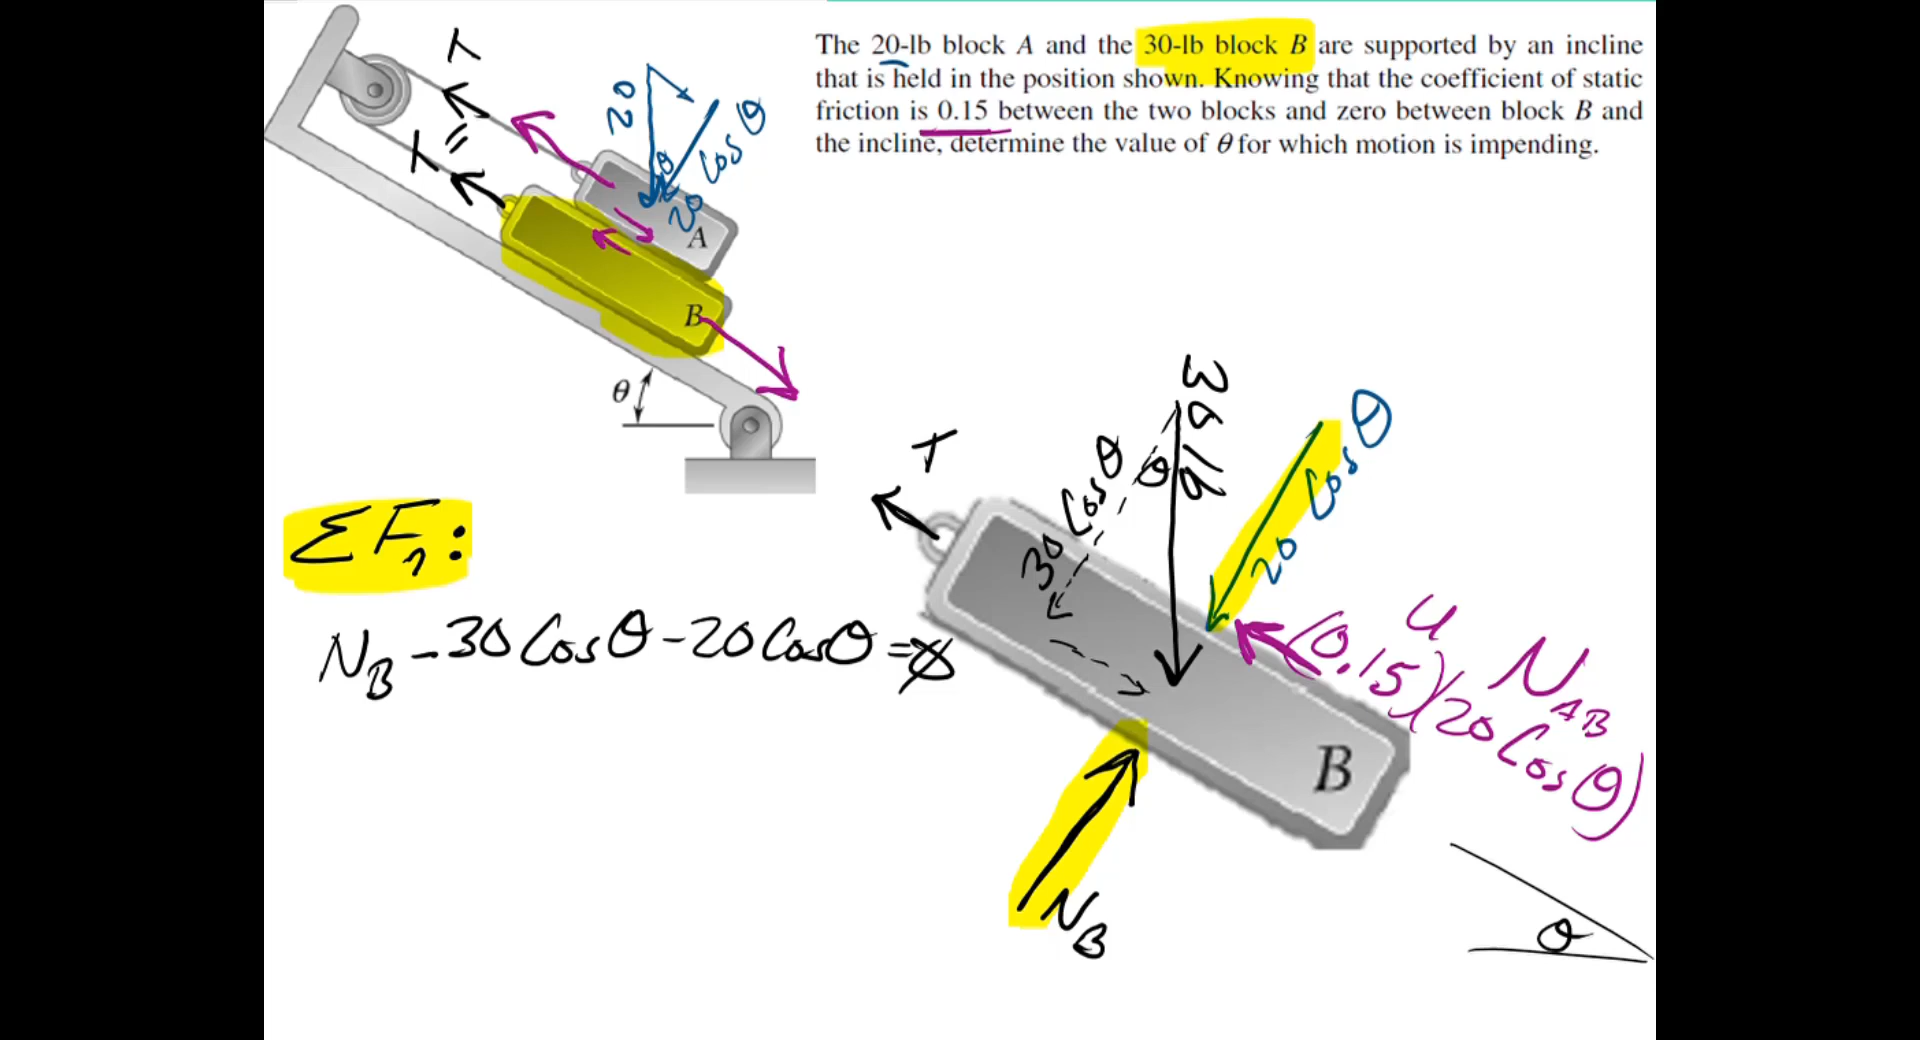 The 20-lb block A and the 30-lb block B are supported by an incline
that is held in the position shown. Knowing that the coefficient of static
friction is 0.15 between the two blocks and zero between block B and
the incline, determine the value of θ for which motion is impending.
T
=
T
20
θ
20 Cos θ
A
B
θ
ΣFη:
N_B - 30 Cos θ - 20 Cos θ = 0
T
30 Cos θ
θ
30 lb
20 Cos θ
μ N_AB
(0.15)(20 Cos θ)
B
N_B
θ